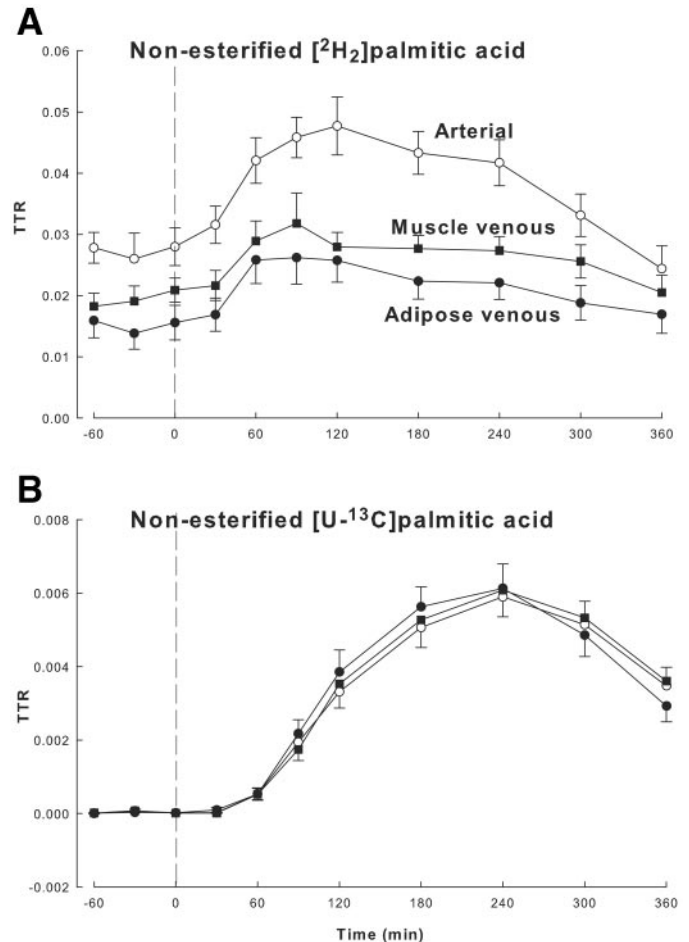 A
Non-esterified [²H₂]palmitic acid
0.06
0.05
0.04
0.03
0.02
0.01
0.00
TTR
Arterial
Muscle venous
Adipose venous
-60 0 60 120 180 240 300 360
B
Non-esterified [U-¹³C]palmitic acid
0.008
0.006
0.004
0.002
0.000
-0.002
TTR
-60 0 60 120 180 240 300 360
Time (min)